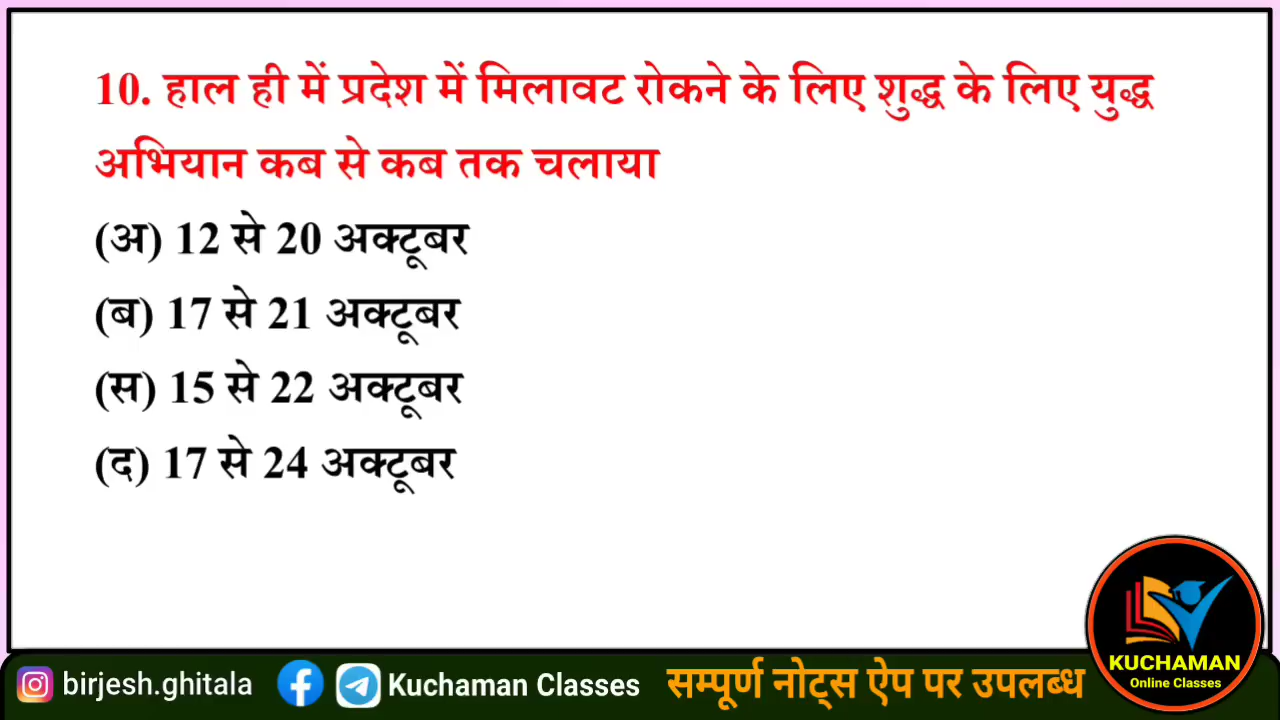 10. हाल ही में प्रदेश में मिलावट रोकने के लिए शुद्ध के लिए युद्ध
अभियान कब से कब तक चलाया
(अ) 12 से 20 अक्टूबर
(ब) 17 से 21 अक्टूबर
(स) 15 से 22 अक्टूबर
(द) 17 से 24 अक्टूबर
KUCHAMAN
Online Classes
birjesh.ghitala Kuchaman Classes सम्पूर्ण नोट्स ऐप पर उपलब्ध